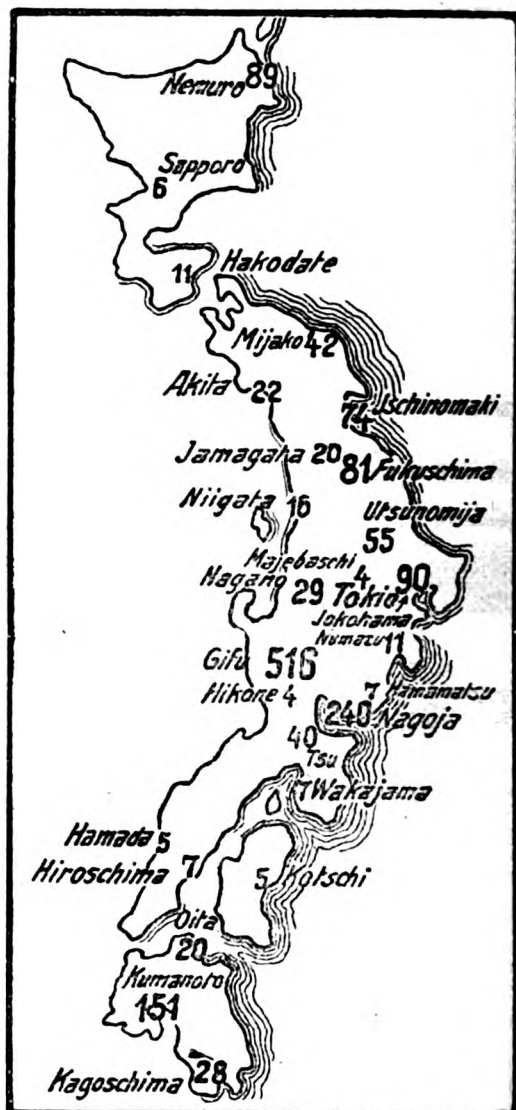 Nemuro 89
Sapporo
6
11 Hakodate
Mijako 42
Akita 22
74 Ischinomaki
Jamagata 20
81 Fukuschima
Niigata 16
Utsunomija
55
Majebaschi
4
Nagano 29
90
Tokio
Jokohama
Numazu 11
Gifu 516
Hikone 4
7 Hamamatsu
240 Nagoja
40
Tsu
7 Wakajama
Hamada 5
Hiroschima 7
5 Kotschi
Oita
20
Kumamoto
151
Kagoschima 28